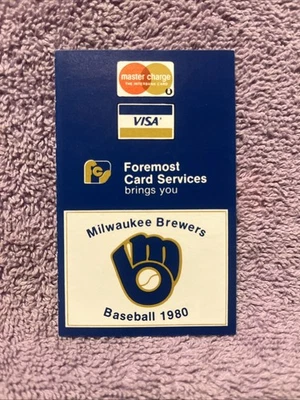 master charge
THE INTERBANK CARD
VISA
Foremost
Card Services
brings you
Milwaukee Brewers
Baseball 1980